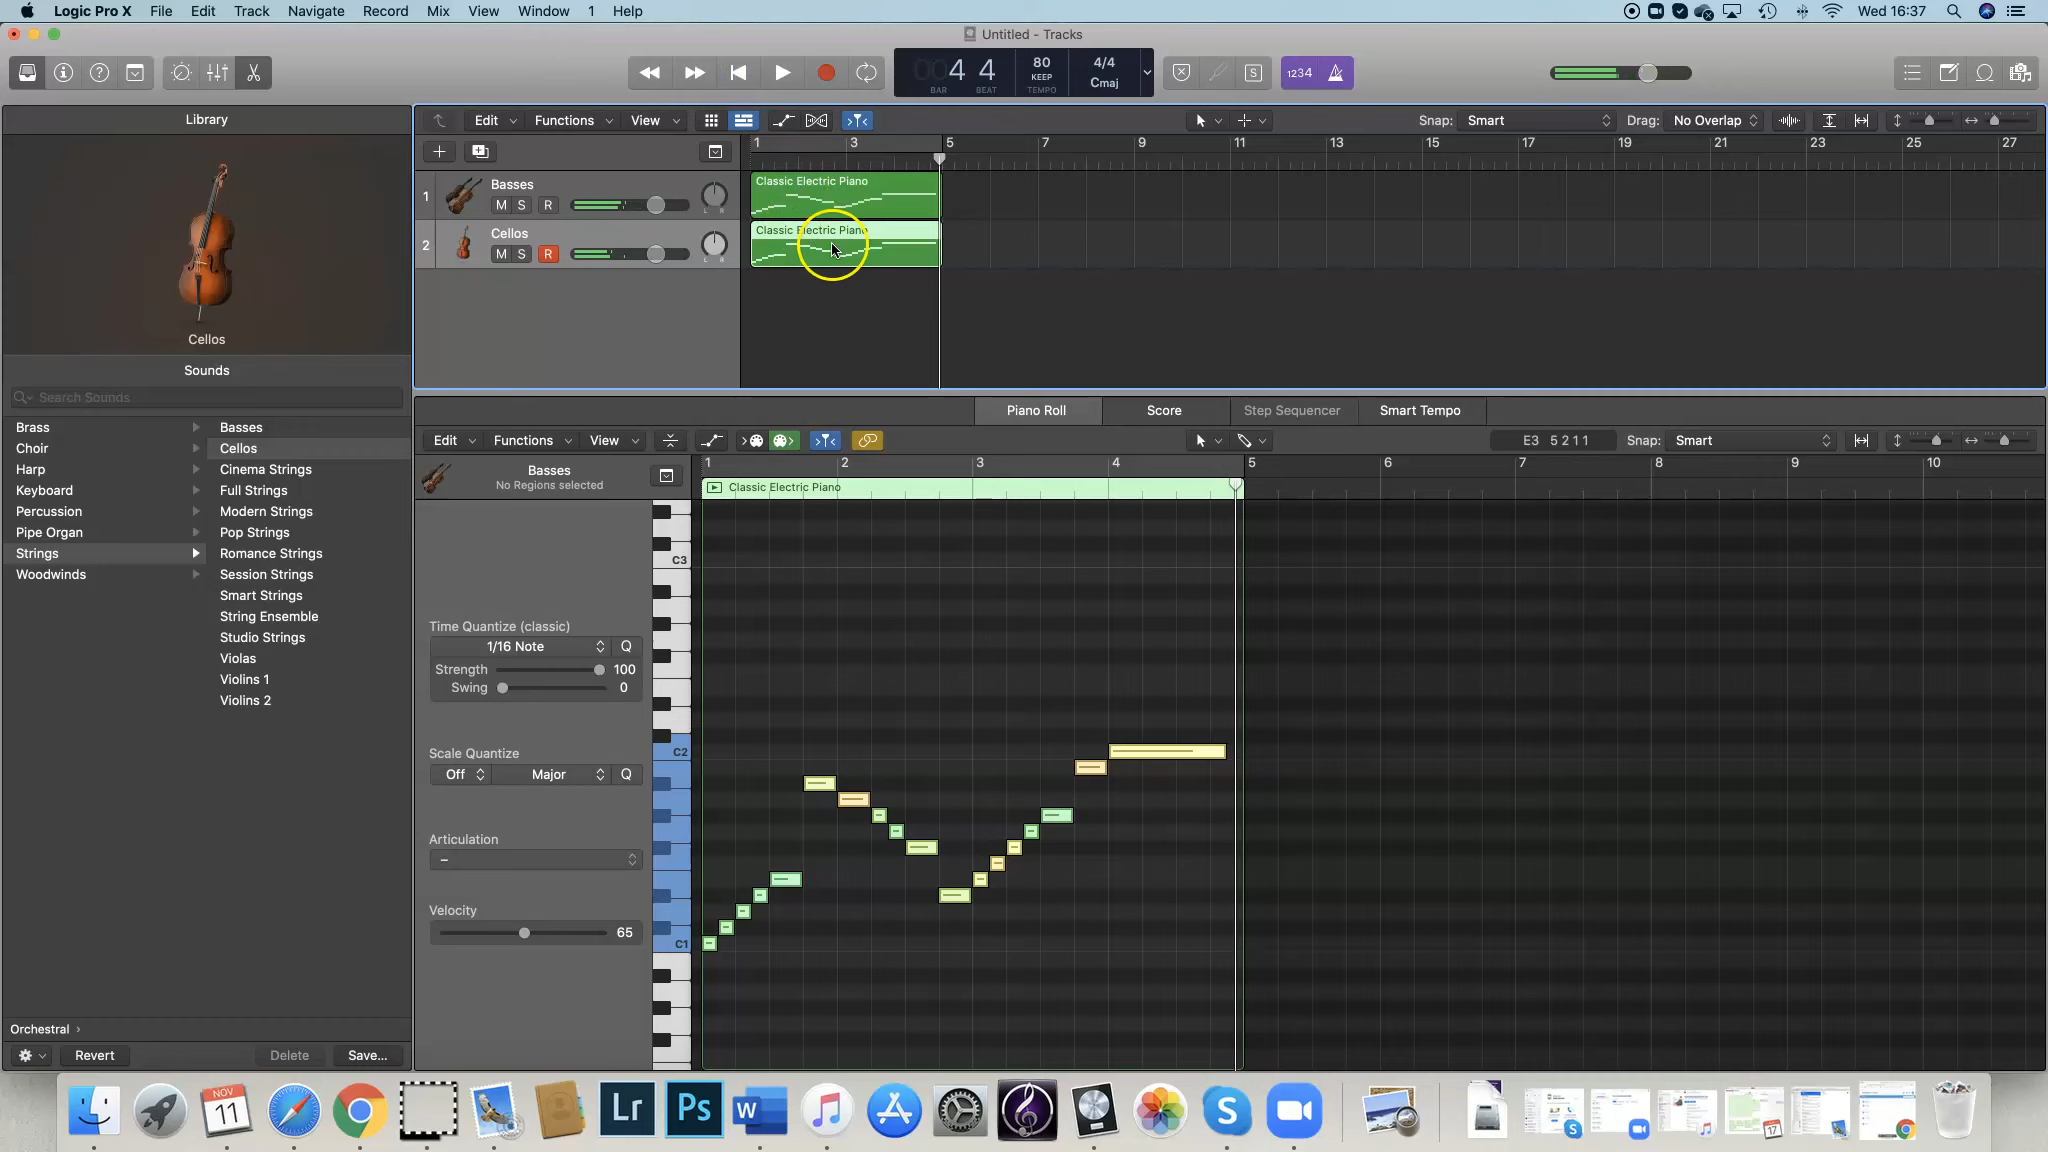 Logic Pro X File Edit Track Navigate Record Mix View Window 1 Help
Wed 16:37
Untitled - Tracks
4 4
BAR BEAT
80
KEEP
TEMPO
4/4
Cmaj
S
1234
Library
Cellos
Sounds
Search Sounds
Brass
Choir
Harp
Keyboard
Percussion
Pipe Organ
Strings
Woodwinds
Basses
Cellos
Cinema Strings
Full Strings
Modern Strings
Pop Strings
Romance Strings
Session Strings
Smart Strings
String Ensemble
Studio Strings
Violas
Violins 1
Violins 2
Orchestral
Revert Delete Save...
Edit Functions View
Snap: Smart Drag: No Overlap
1 3 5 7 9 11 13 15 17 19 21 23 25 27
1 Basses
M S R
L R
Classic Electric Piano
2 Cellos
M S R
L R
Classic Electric Piano
Piano Roll Score Step Sequencer Smart Tempo
Edit Functions View
E3 5 2 1 1 Snap: Smart
Basses
No Regions selected
1 2 3 4 5 6 7 8 9 10
Classic Electric Piano
C3
C2
C1
Time Quantize (classic)
1/16 Note Q
Strength 100
Swing 0
Scale Quantize
Off Major Q
Articulation
–
Velocity
65
NOV
11
Lr
Ps
W
S
S
17